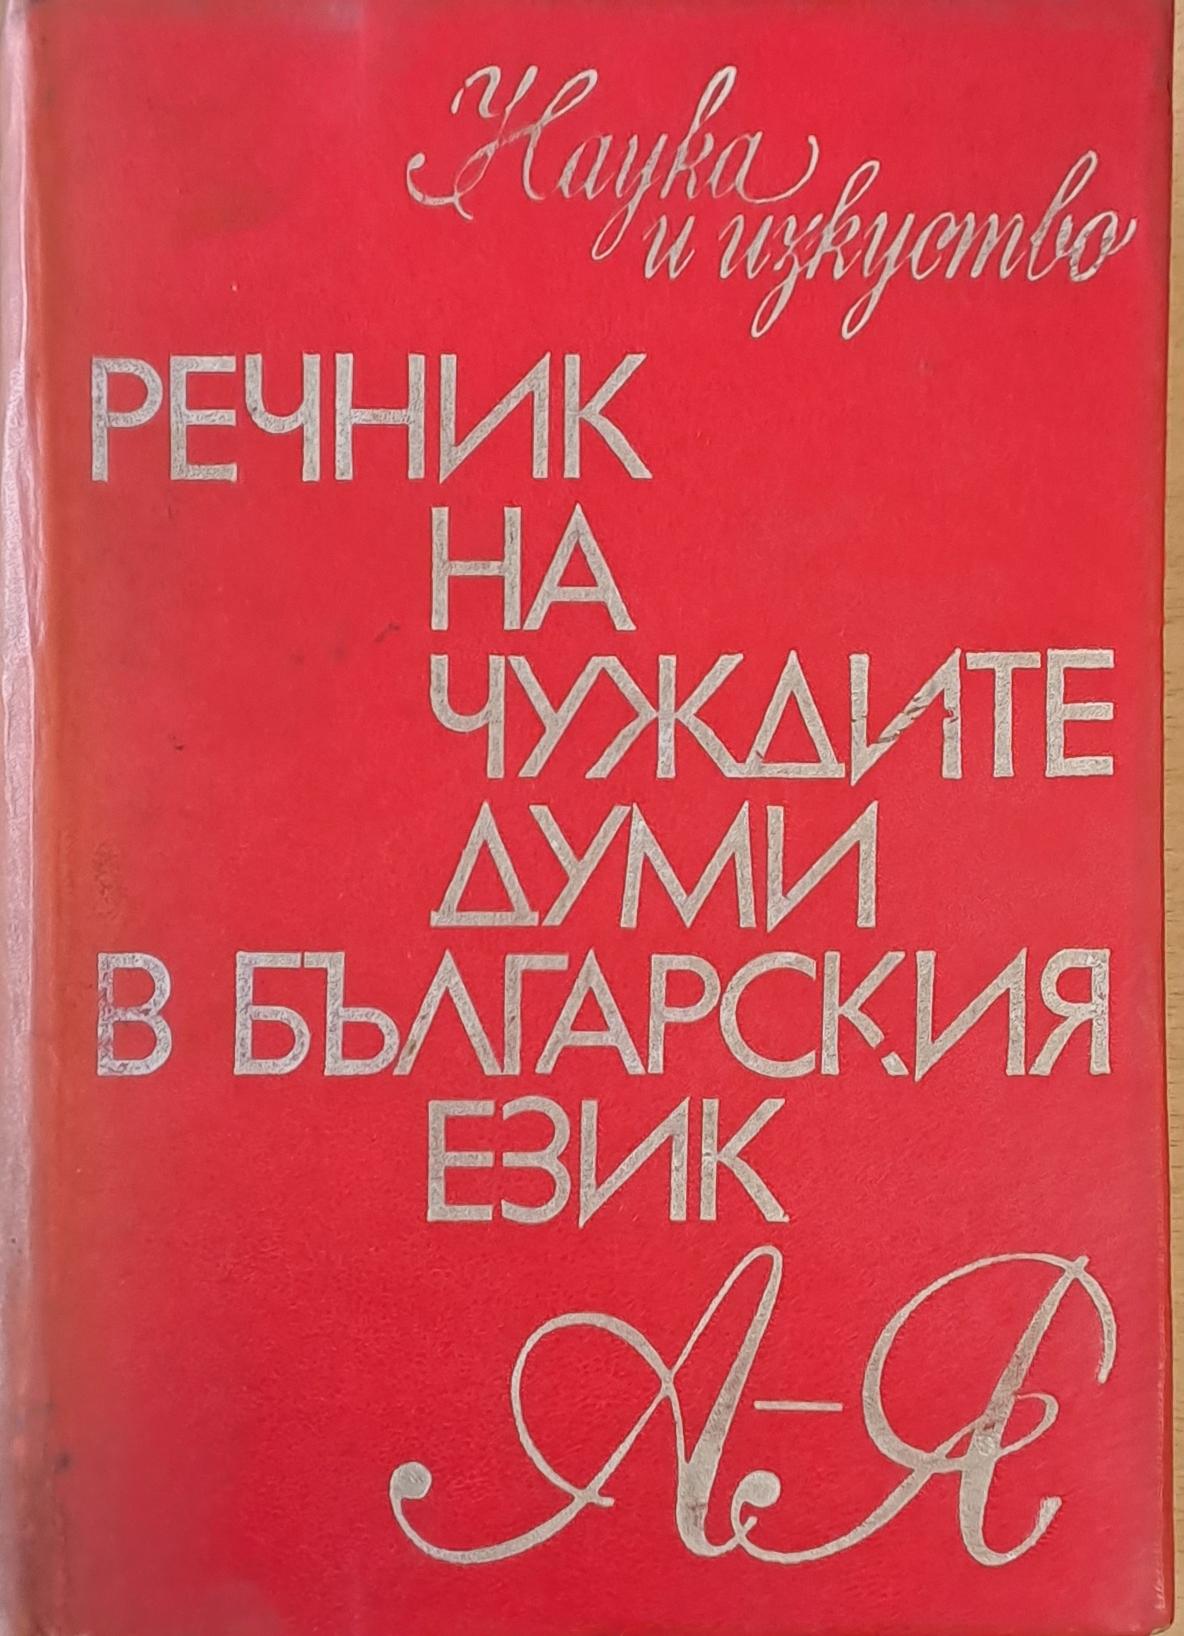 Наука
и изкуство
РЕЧНИК
НА
ЧУЖДИТЕ
ДУМИ
В БЪЛГАРСКИЯ
ЕЗИК
А–Я